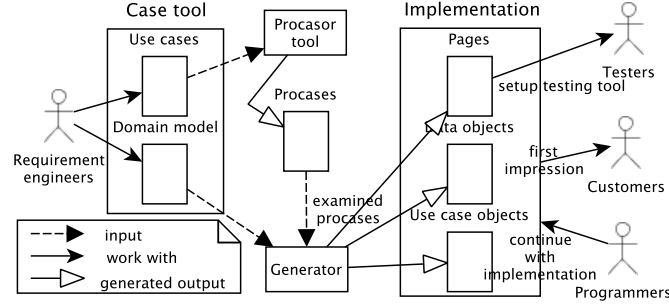 Case tool
Use cases
Domain model
Requirement
engineers
Procasor
tool
Procases
examined
procases
Generator
Implementation
Pages
Data objects
Use case objects
setup testing tool
Testers
first
impression
Customers
continue
with
implementation
Programmers
input
work with
generated output